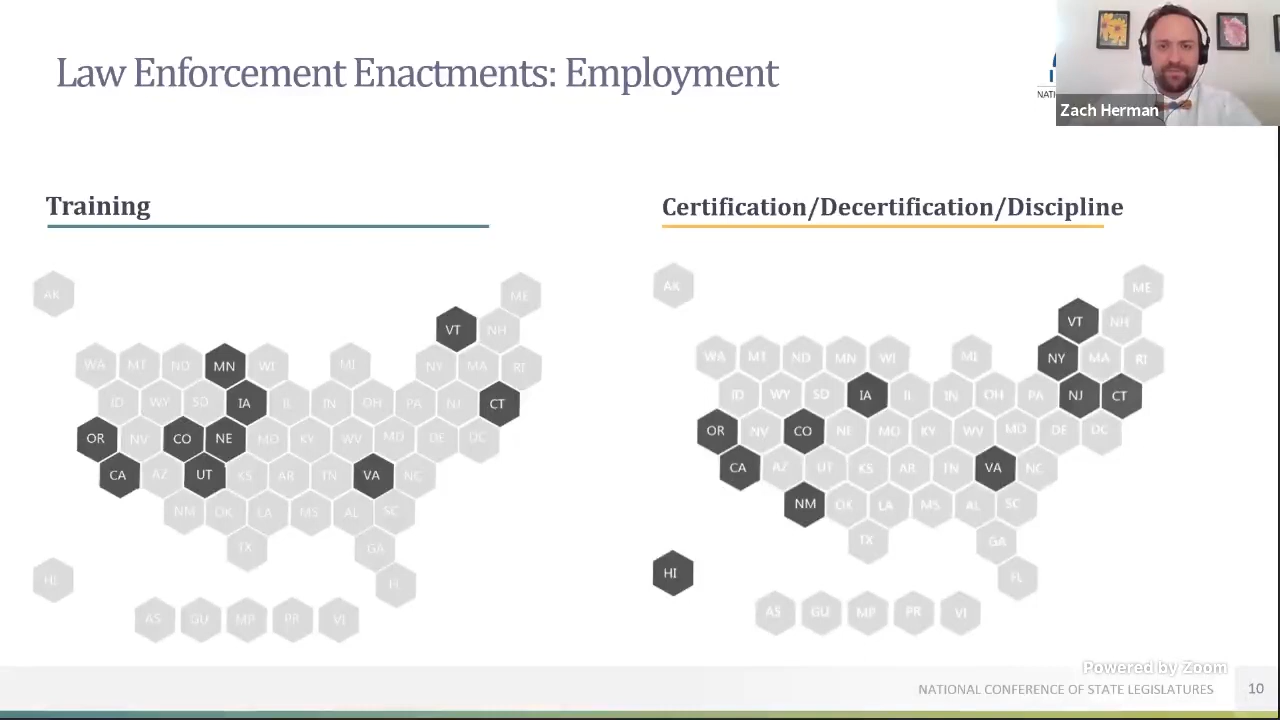 Law Enforcement Enactments: Employment
NATI
Zach Herman
Training
AK
ME
VT
NH
WA MT ND MN WI MI NY MA RI
ID WY SD IA IL IN OH PA NJ CT
OR NV CO NE MO KY WV MD DE DC
CA AZ UT KS AR TN VA NC
NM OK LA MS AL SC
TX GA
HI
AS GU MP PR VI
Certification/Decertification/Discipline
AK
ME
VT
NH
WA MT ND MN WI MI NY MA RI
ID WY SD IA IL IN OH PA NJ CT
OR NV CO NE MO KY WV MD DE DC
CA AZ UT KS AR TN VA NC
NM OK LA MS AL SC
TX GA
HI FL
AS GU MP PR VI
Powered by Zoom
NATIONAL CONFERENCE OF STATE LEGISLATURES 10